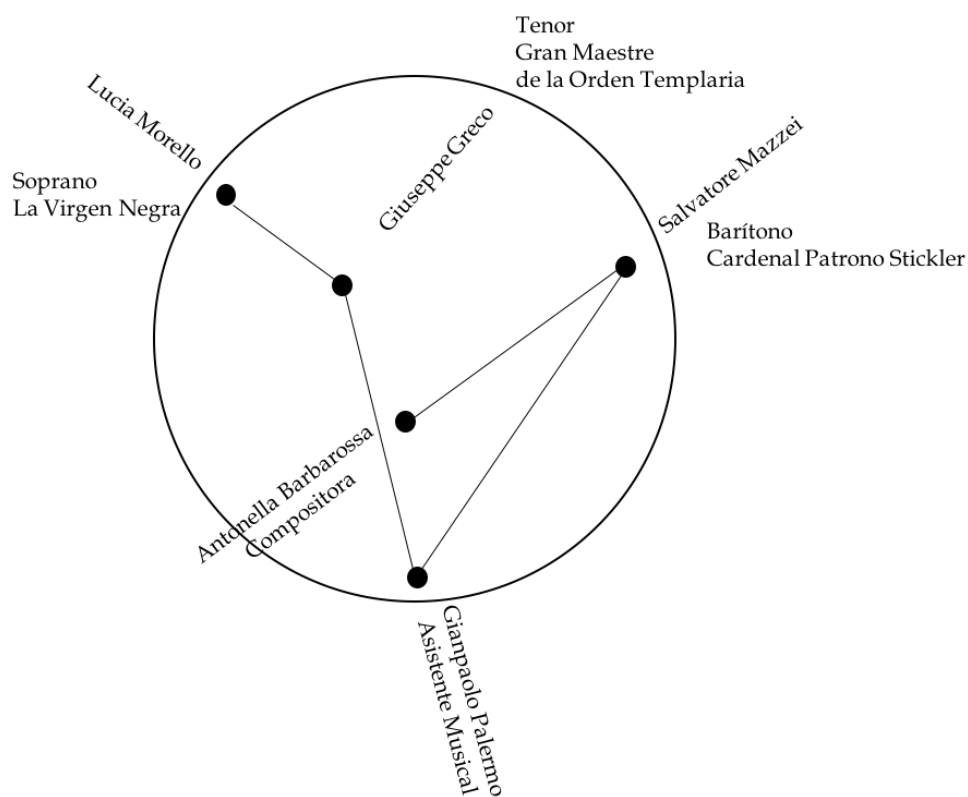 Tenor
Gran Maestre
de la Orden Templaria
Lucia Morello
Giuseppe Greco
Salvatore Mazzei
Soprano
La Virgen Negra
Barítono
Cardenal Patrono Stickler
Antonella Barbarossa
Compositora
Gianpaolo Palermo
Asistente Musical